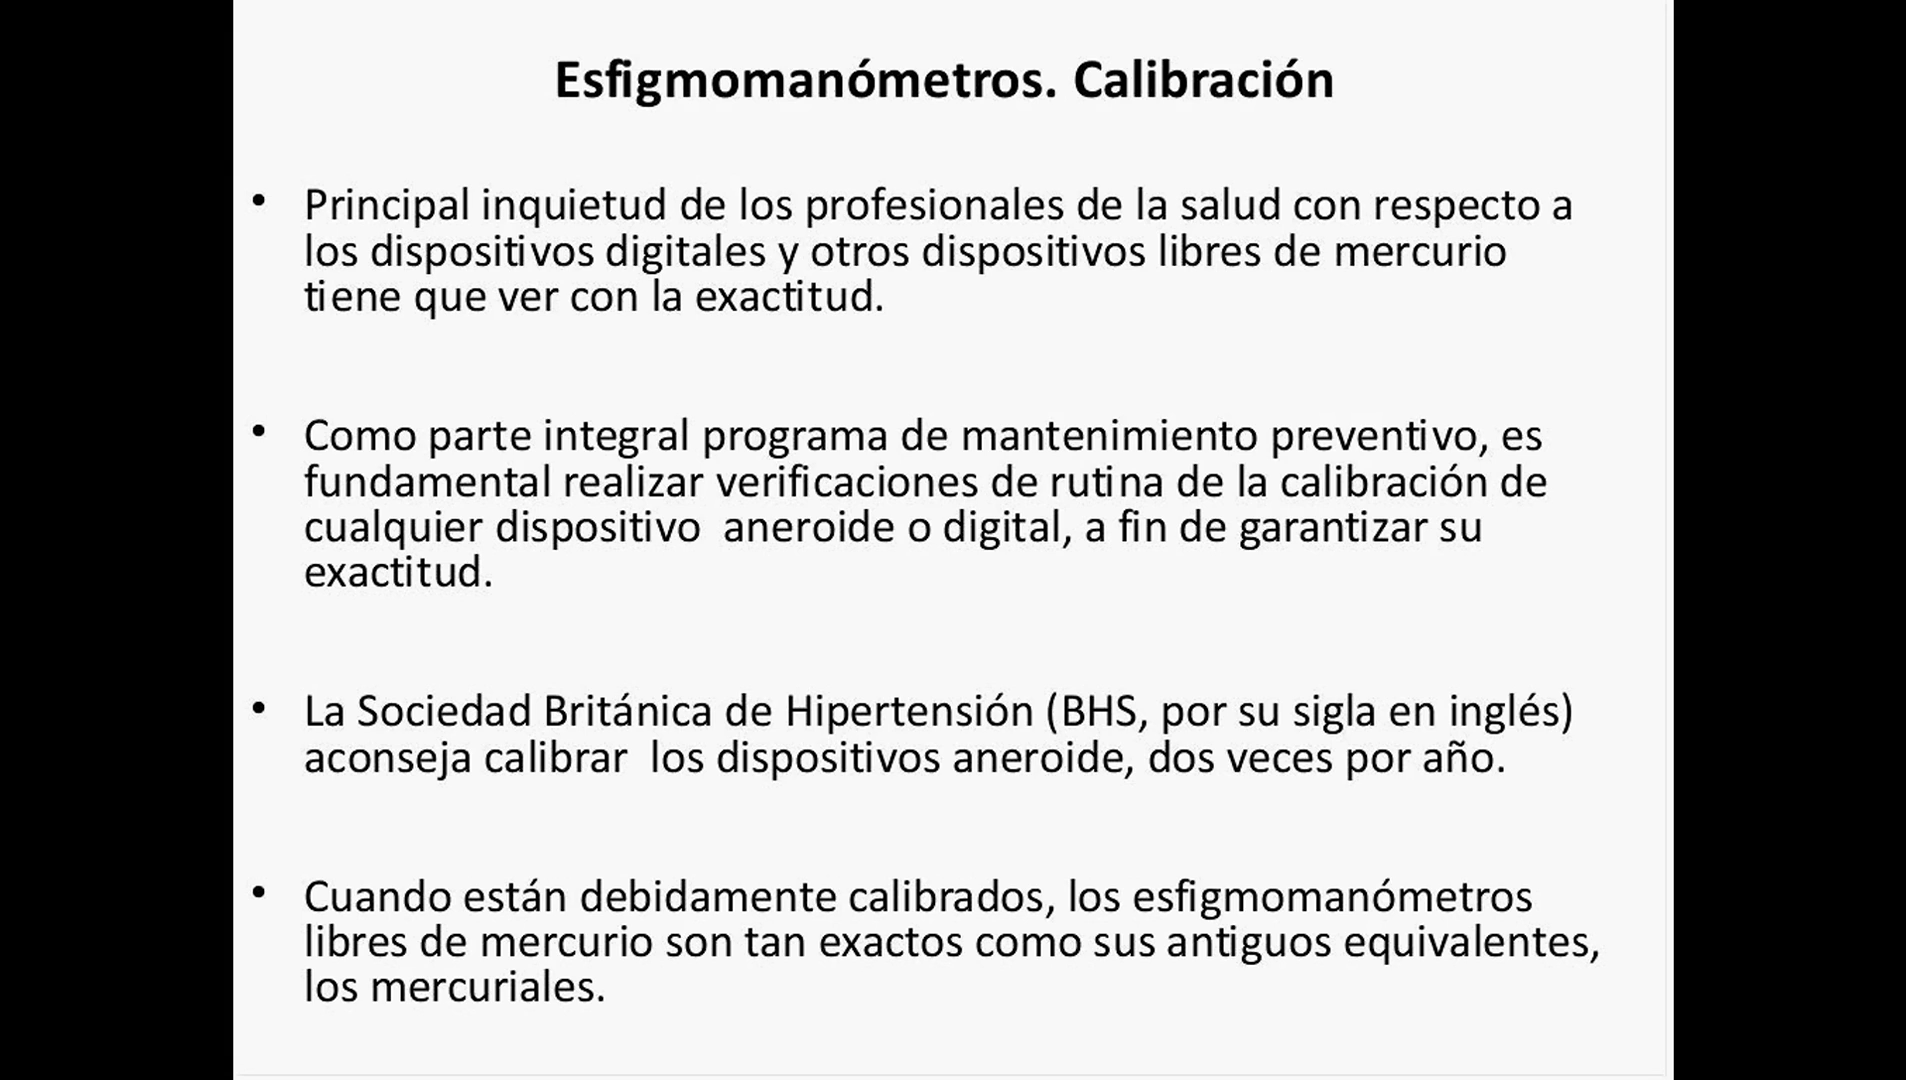 Esfigmomanómetros. Calibración
• Principal inquietud de los profesionales de la salud con respecto a
los dispositivos digitales y otros dispositivos libres de mercurio
tiene que ver con la exactitud.
• Como parte integral programa de mantenimiento preventivo, es
fundamental realizar verificaciones de rutina de la calibración de
cualquier dispositivo  aneroide o digital, a fin de garantizar su
exactitud.
• La Sociedad Británica de Hipertensión (BHS, por su sigla en inglés)
aconseja calibrar  los dispositivos aneroide, dos veces por año.
• Cuando están debidamente calibrados, los esfigmomanómetros
libres de mercurio son tan exactos como sus antiguos equivalentes,
los mercuriales.